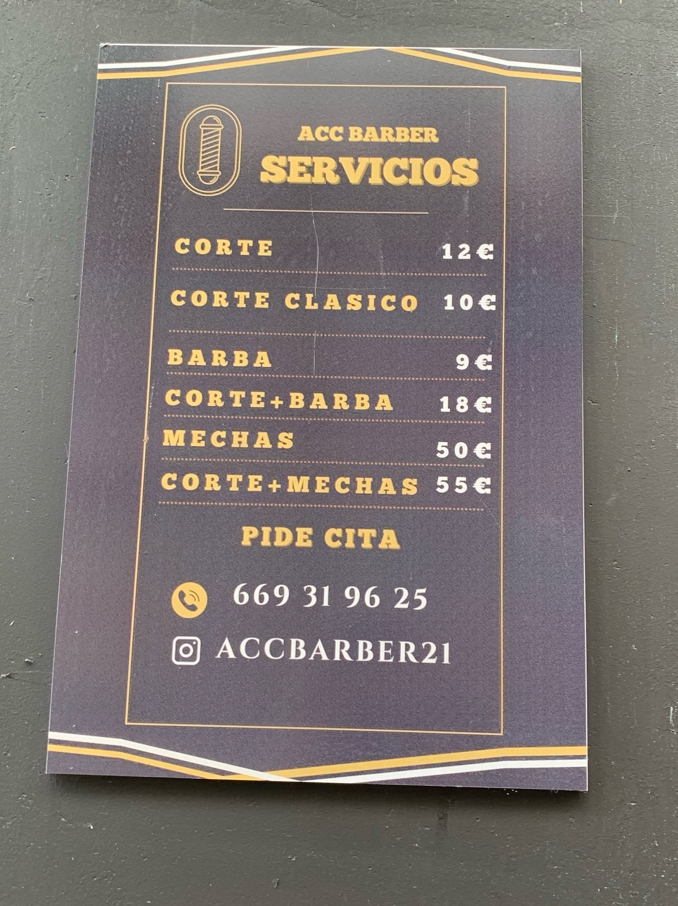 ACC BARBER
SERVICIOS
CORTE 12€
CORTE CLASICO 10€
BARBA 9€
CORTE+BARBA 18€
MECHAS 50€
CORTE+MECHAS 55€
PIDE CITA
669 31 96 25
ACCBARBER21